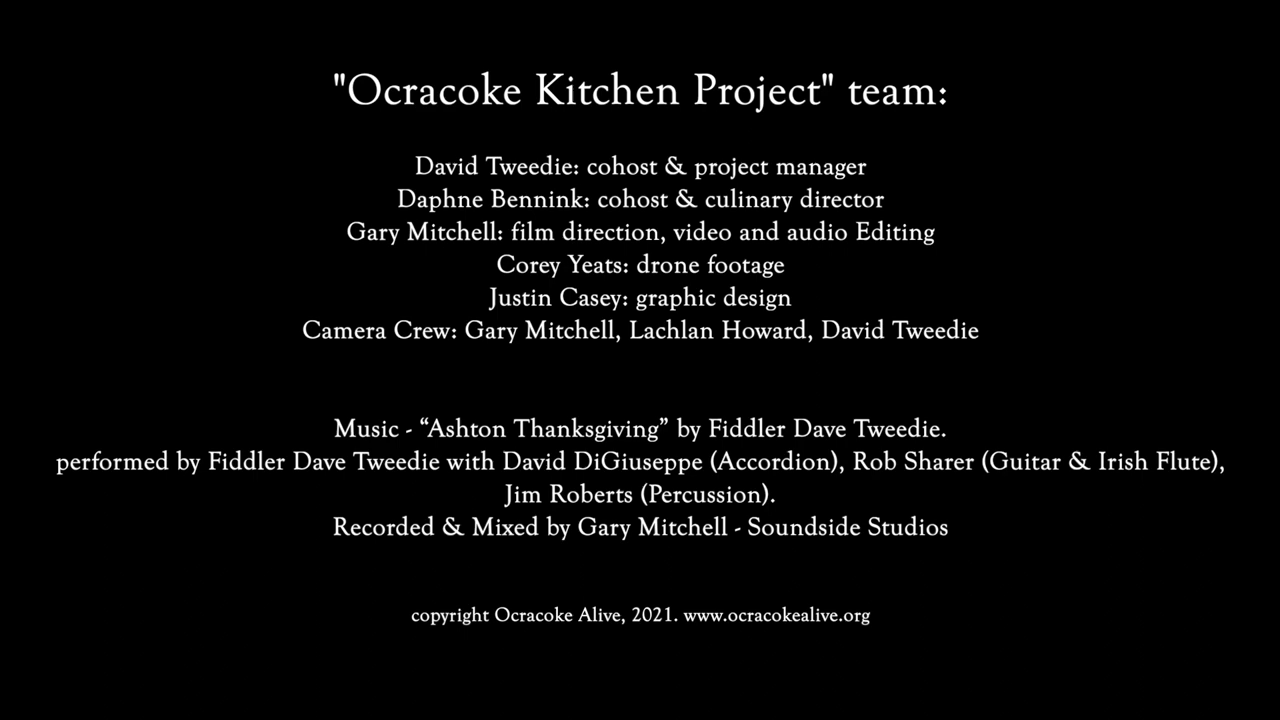 "Ocracoke Kitchen Project" team:
David Tweedie: cohost & project manager
Daphne Bennink: cohost & culinary director
Gary Mitchell: film direction, video and audio Editing
Corey Yeats: drone footage
Justin Casey: graphic design
Camera Crew: Gary Mitchell, Lachlan Howard, David Tweedie
Music - “Ashton Thanksgiving” by Fiddler Dave Tweedie.
performed by Fiddler Dave Tweedie with David DiGiuseppe (Accordion), Rob Sharer (Guitar & Irish Flute),
Jim Roberts (Percussion).
Recorded & Mixed by Gary Mitchell - Soundside Studios
copyright Ocracoke Alive, 2021. www.ocracokealive.org